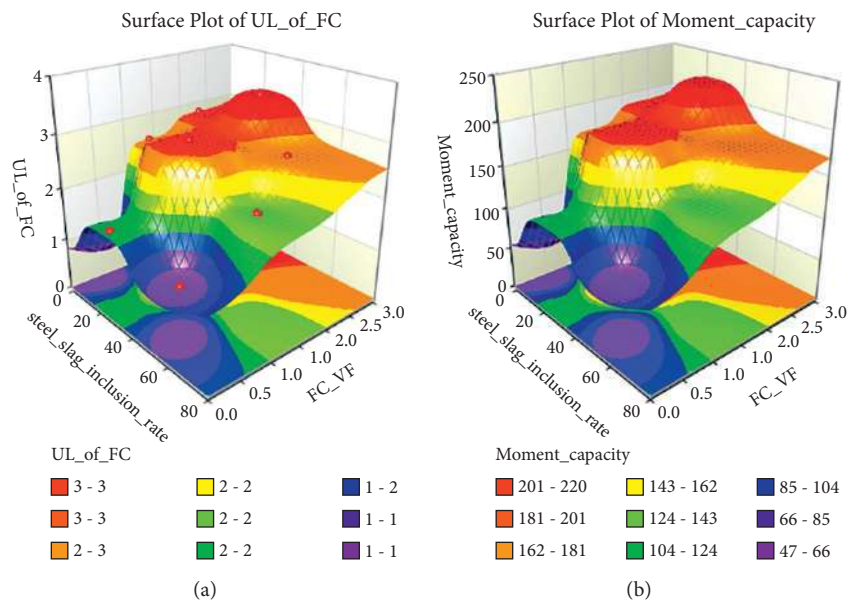 Surface Plot of UL_of_FC
4
3
2
1
0
UL_of_FC
0
20
40
60
80
steel_slag_inclusion_rate
0.0
0.5
1.0
1.0
2.0
2.5
3.0
FC_VF
UL_of_FC
3 - 3
2 - 2
1 - 2
3 - 3
2 - 2
1 - 1
2 - 3
2 - 2
1 - 1
(a)
Surface Plot of Moment_capacity
250
200
150
100
50
0
Moment_capacity
0
20
40
60
80
steel_slag_inclusion_rate
0.0
0.5
1.0
1.0
2.0
2.5
3.0
FC_VF
Moment_capacity
201 - 220
143 - 162
85 - 104
181 - 201
124 - 143
66 - 85
162 - 181
104 - 124
47 - 66
(b)